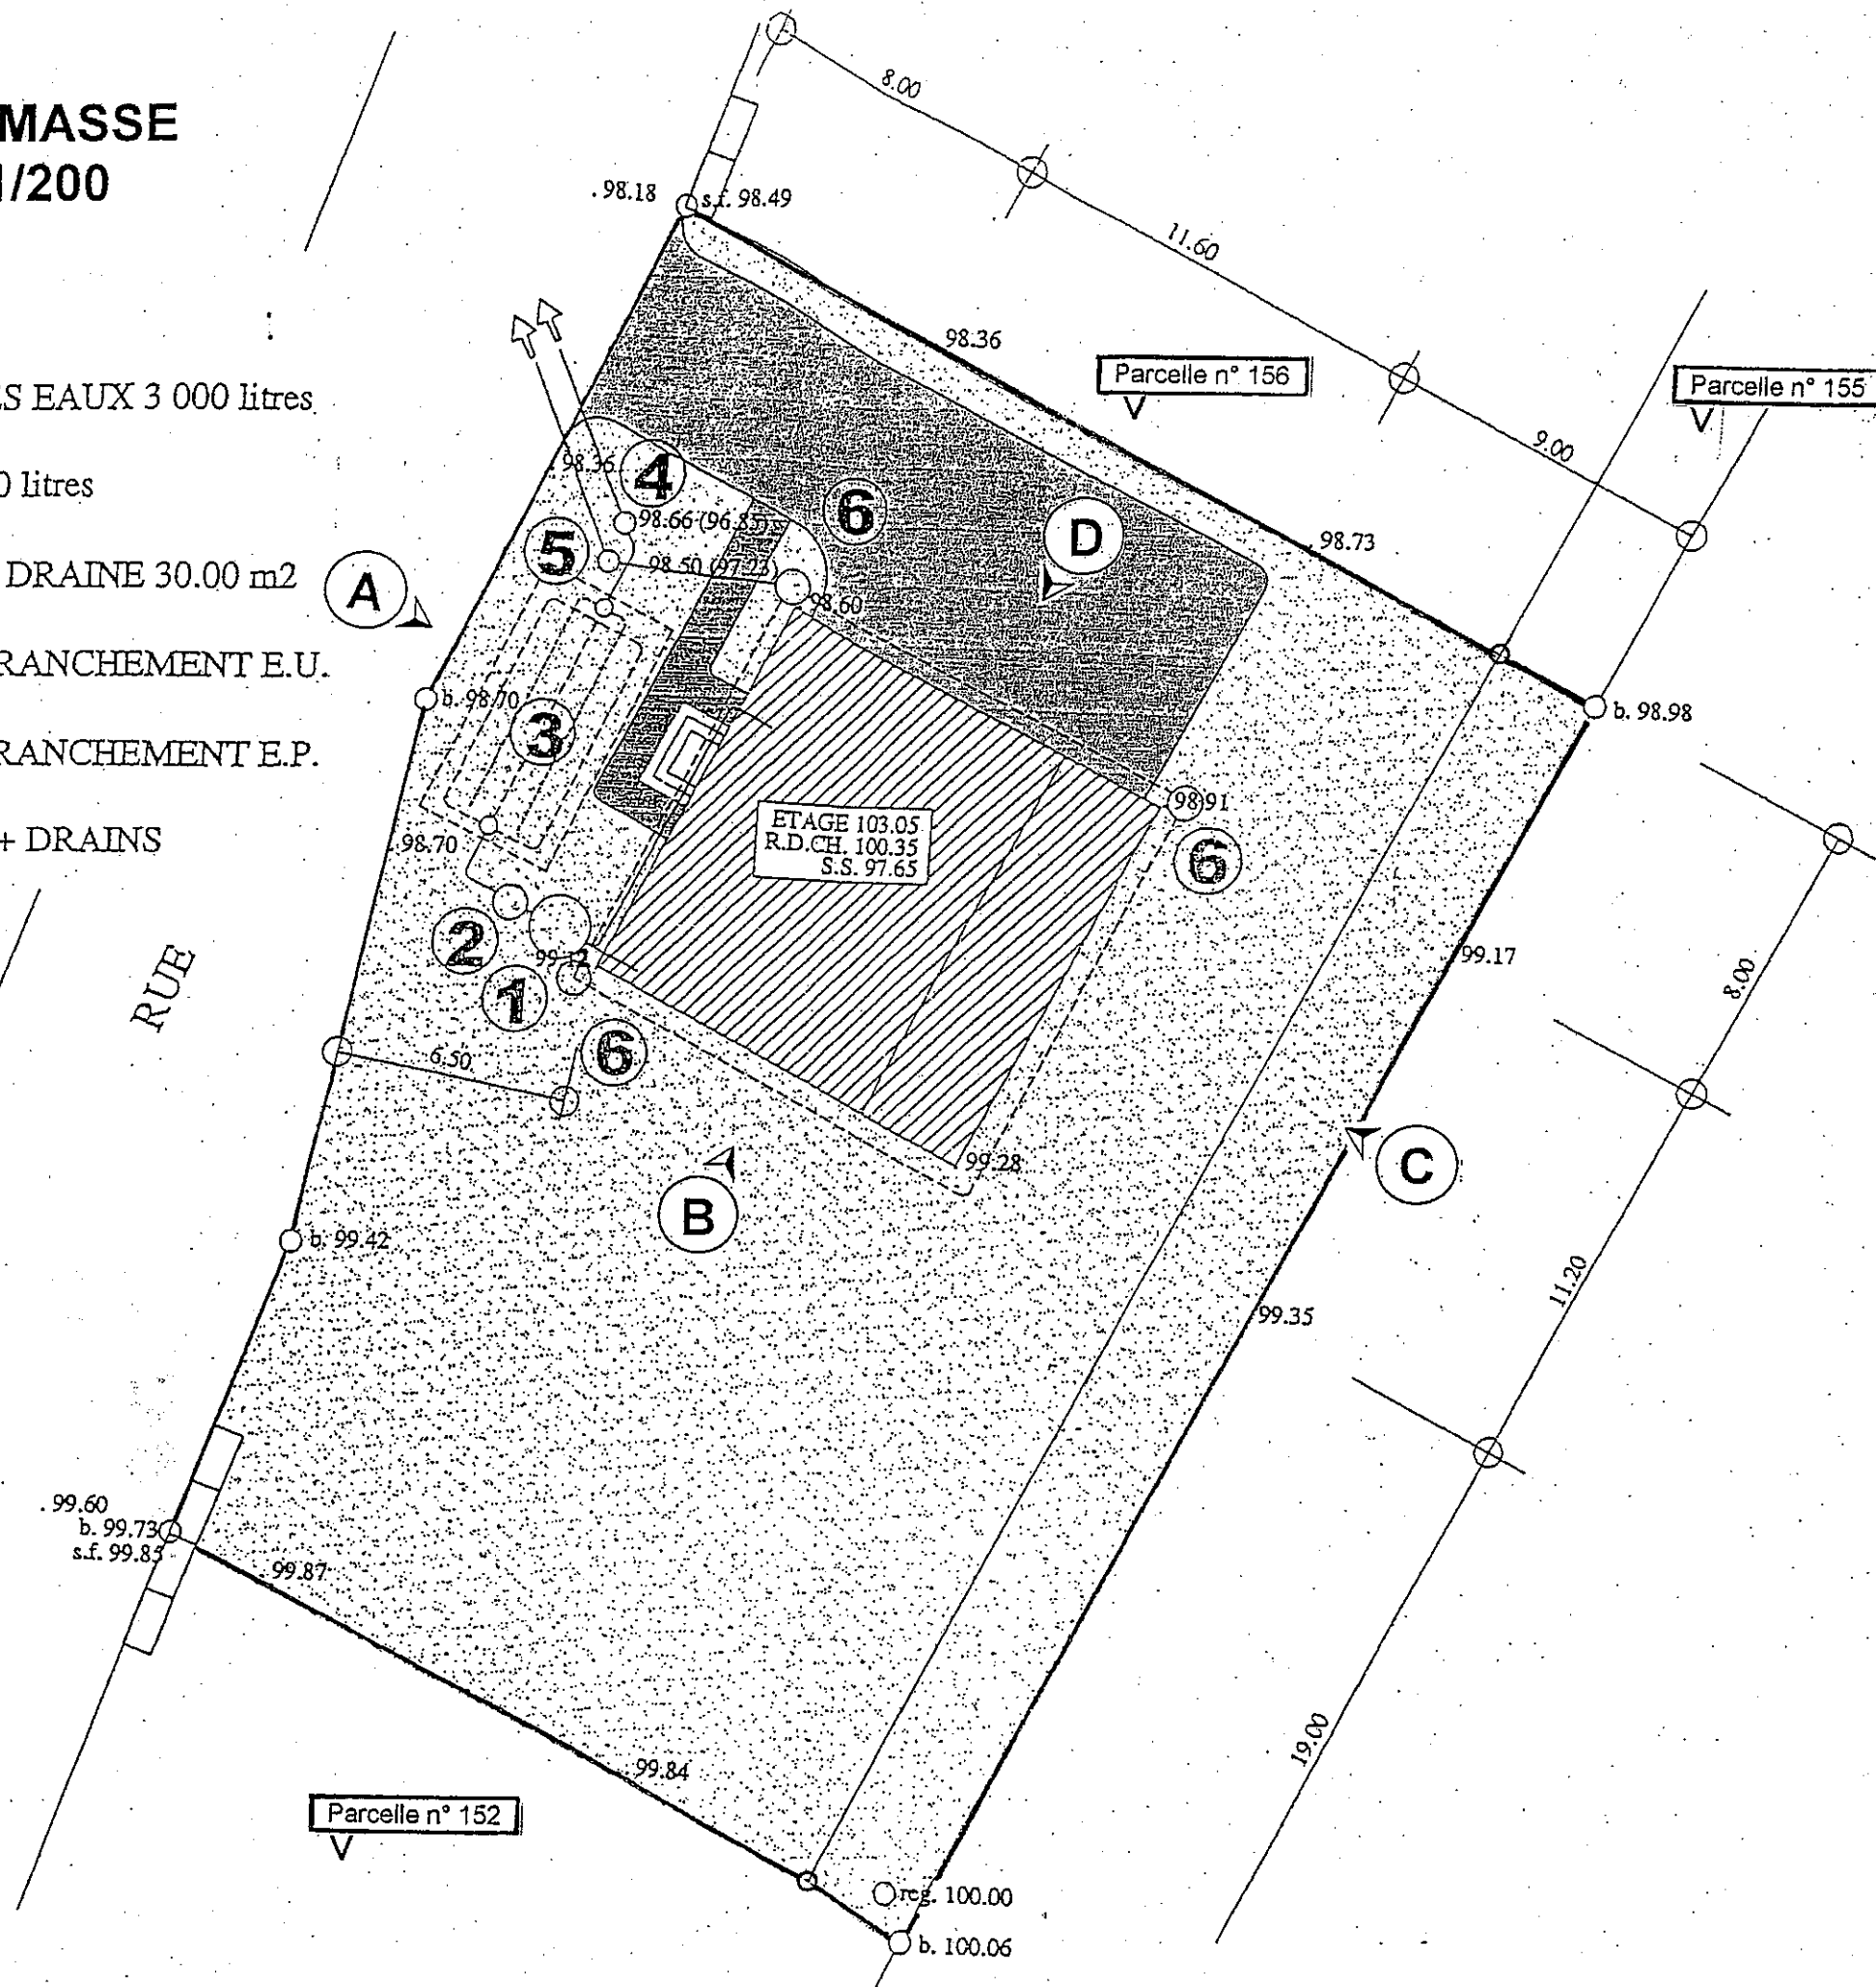 MASSE
1/200
ES EAUX 3 000 litres
0 litres
DRAINE 30.00 m2
RANCHEMENT E.U.
RANCHEMENT E.P.
+ DRAINS
RUE
8.00
11.60
9.00
. 98.18
s.f. 98.49
98.36
Parcelle n° 156
Parcelle n° 155
98.73
98.36
4
6
D
98.66 (96.85)
5
98.50 (97.23)
A
98.60
b. 98.70
b. 98.98
3
98.91
ETAGE 103.05
R.D.CH. 100.35
S.S. 97.65
98.70
6
2
99.12
99.17
1
8.00
6
6.50
99.28
C
B
b. 99.42
11.20
99.35
. 99.60
b. 99.73
s.f. 99.85
99.87
19.00
99.84
Parcelle n° 152
reg. 100.00
b. 100.06